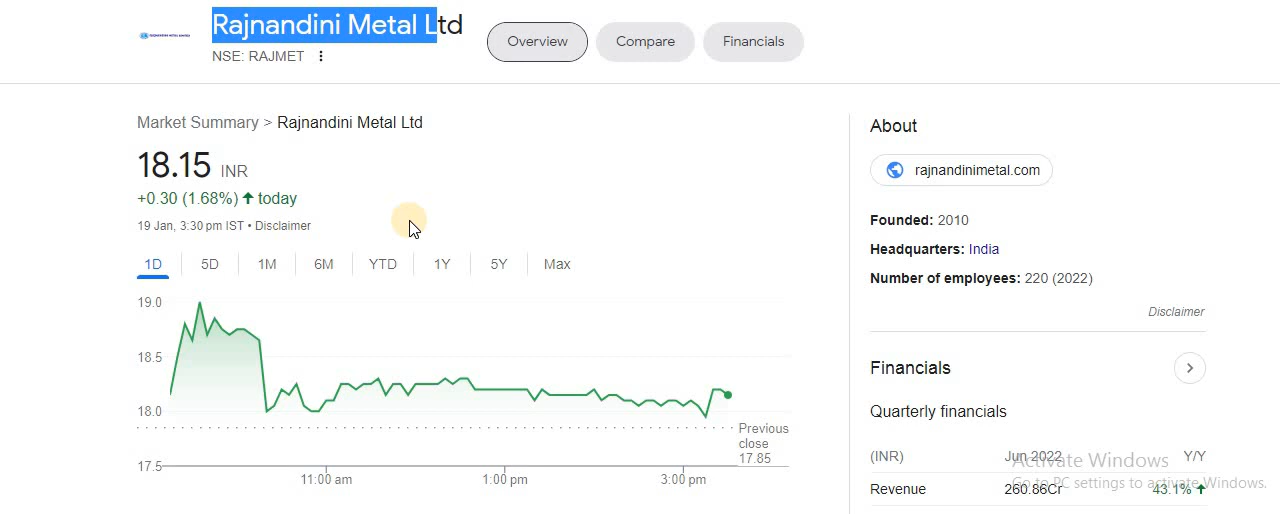 Rajnandini Metal Ltd
NSE: RAJMET
Overview
Compare
Financials
Market Summary > Rajnandini Metal Ltd
18.15 INR
+0.30 (1.68%) ↑ today
19 Jan, 3:30 pm IST • Disclaimer
1D 5D 1M 6M YTD 1Y 5Y Max
19.0
18.5
18.0
17.5
Previous
close
17.85
11:00 am 1:00 pm 3:00 pm
About
rajnandinimetal.com
Founded: 2010
Headquarters: India
Number of employees: 220 (2022)
Disclaimer
Financials
Quarterly financials
(INR) Jun 2022 Y/Y
Revenue 260.86Cr 43.1% ↑
Activate Windows
Go to PC settings to activate Windows.